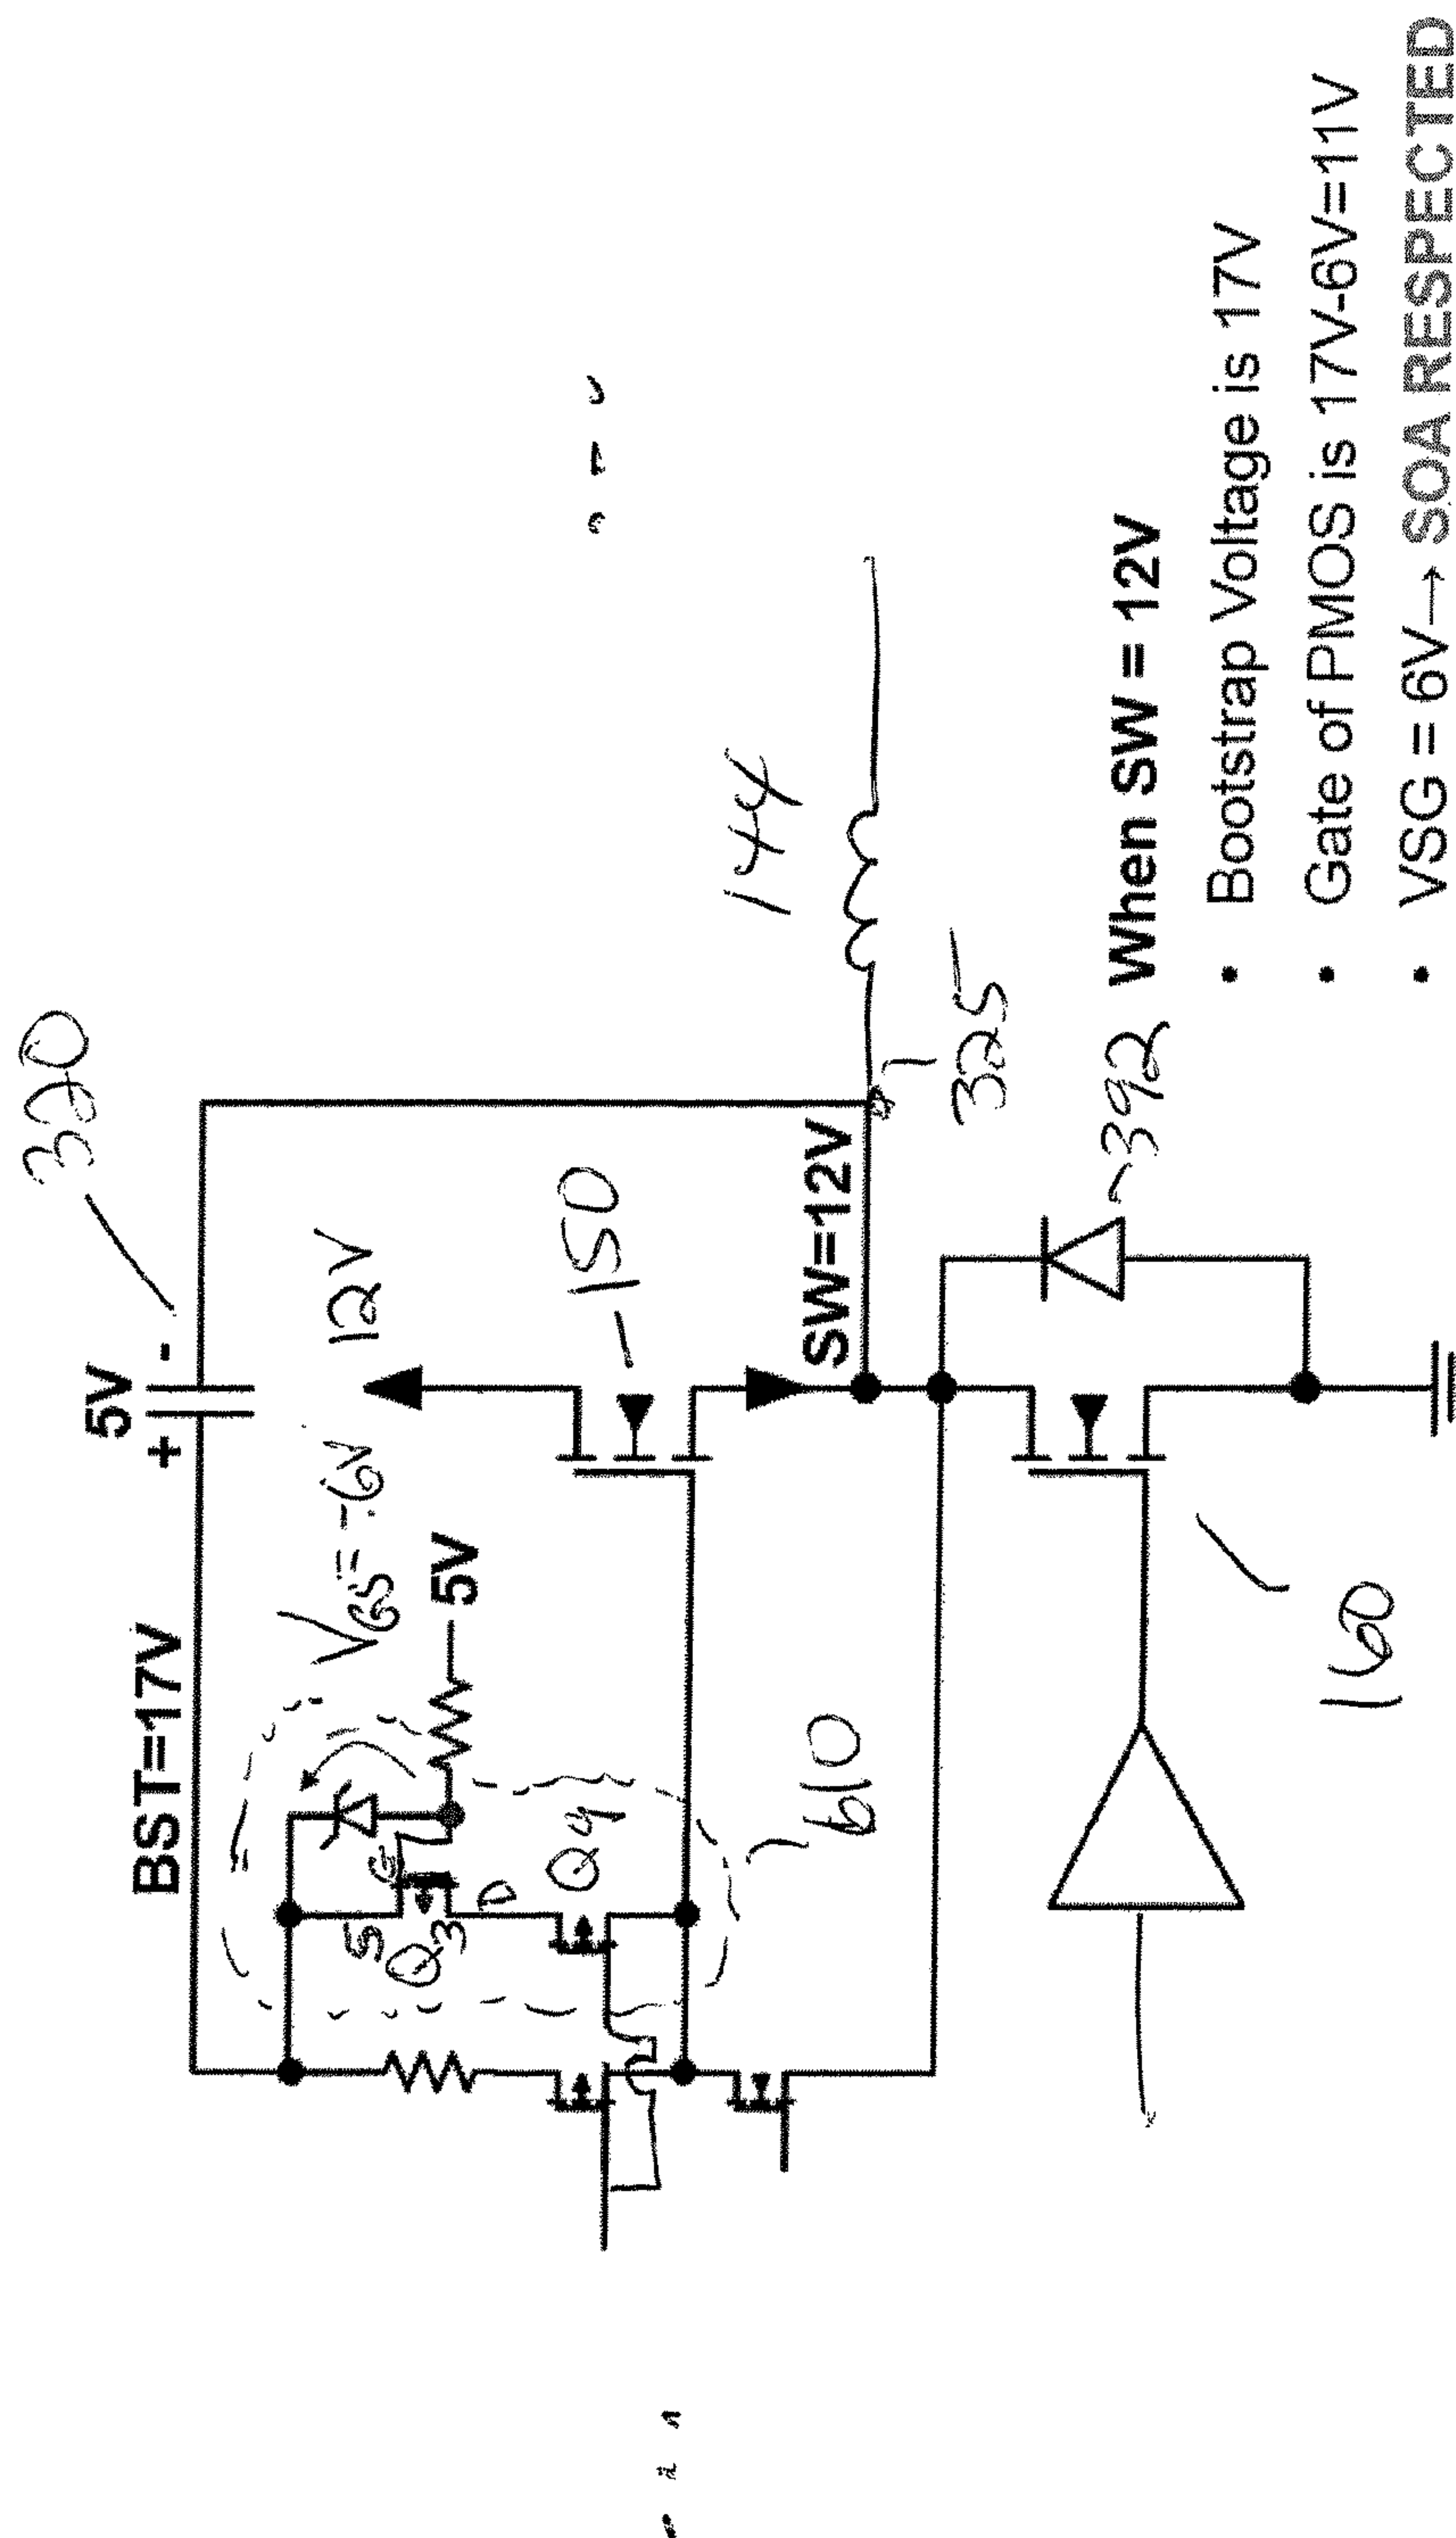 320
5V
+ -
BST=17V
12V
VGS = -.6V
5V
S
G
Q3
D
Q4
150
610
144
SW=12V
325
392
160
When SW = 12V
• Bootstrap Voltage is 17V
• Gate of PMOS is 17V-6V=11V
• VSG = 6V→ SOA RESPECTED